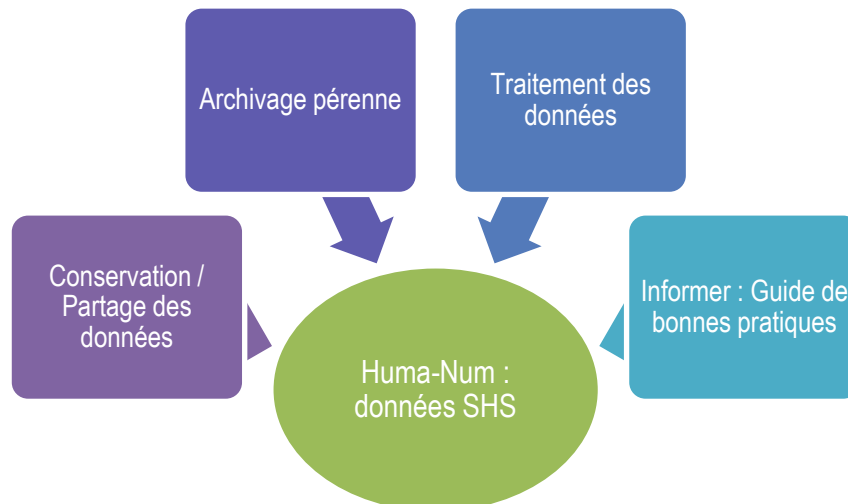 Archivage pérenne
Traitement des
données
Conservation /
Partage des
données
Informer : Guide de
bonnes pratiques
Huma-Num :
données SHS